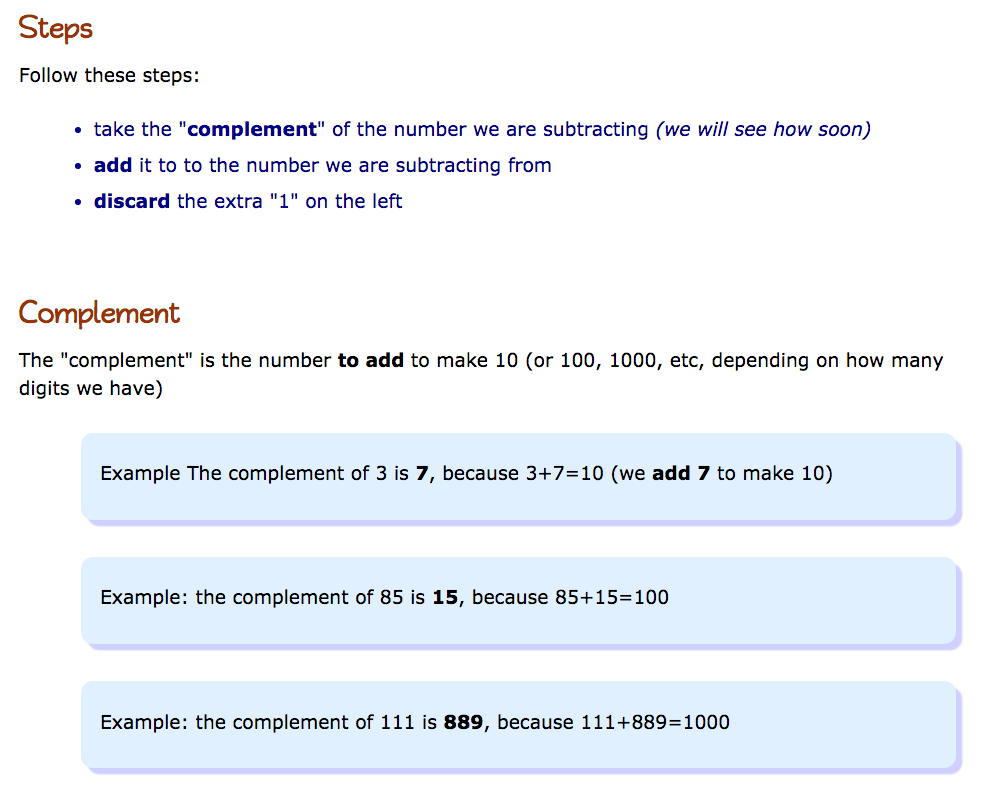 Steps
Follow these steps:
• take the "complement" of the number we are subtracting (we will see how soon)
• add it to to the number we are subtracting from
• discard the extra "1" on the left
Complement
The "complement" is the number to add to make 10 (or 100, 1000, etc, depending on how many
digits we have)
Example The complement of 3 is 7, because 3+7=10 (we add 7 to make 10)
Example: the complement of 85 is 15, because 85+15=100
Example: the complement of 111 is 889, because 111+889=1000